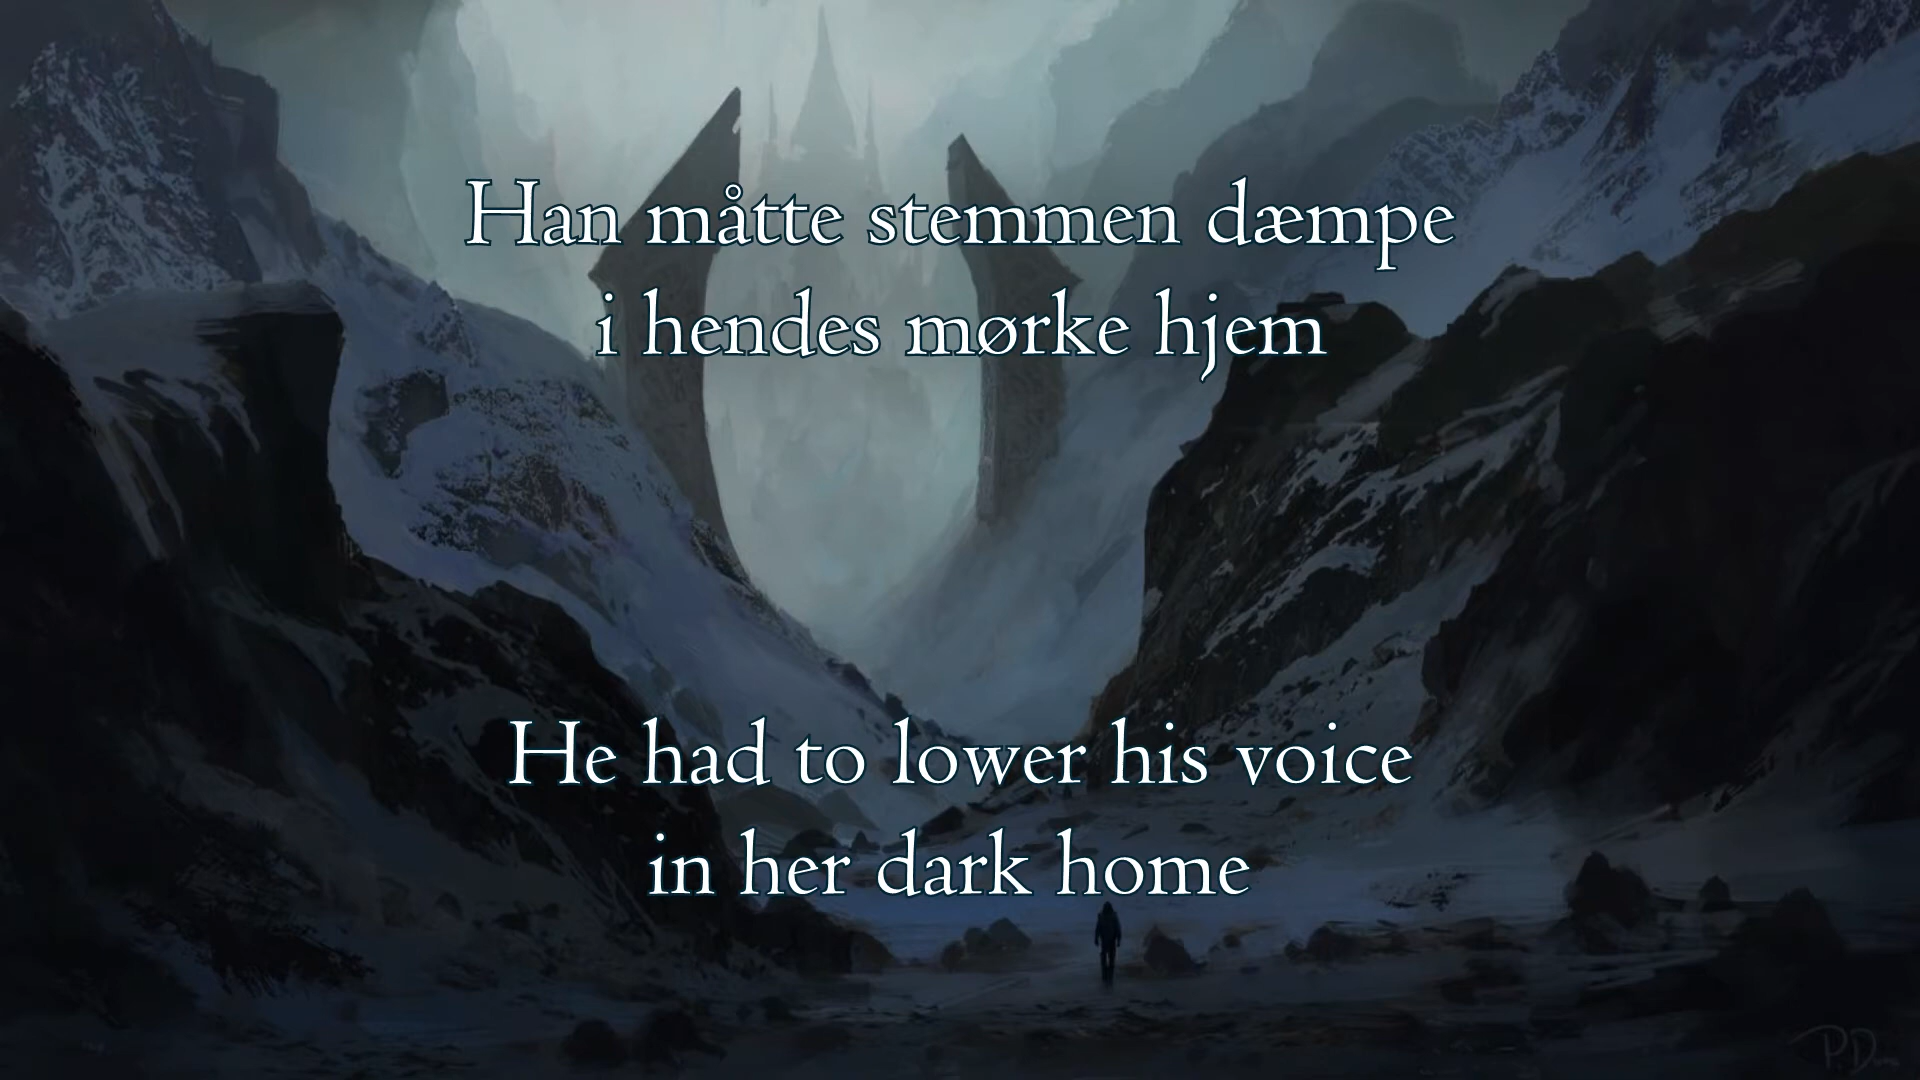 Han måtte stemmen dæmpe
i hendes mørke hjem
He had to lower his voice
in her dark home